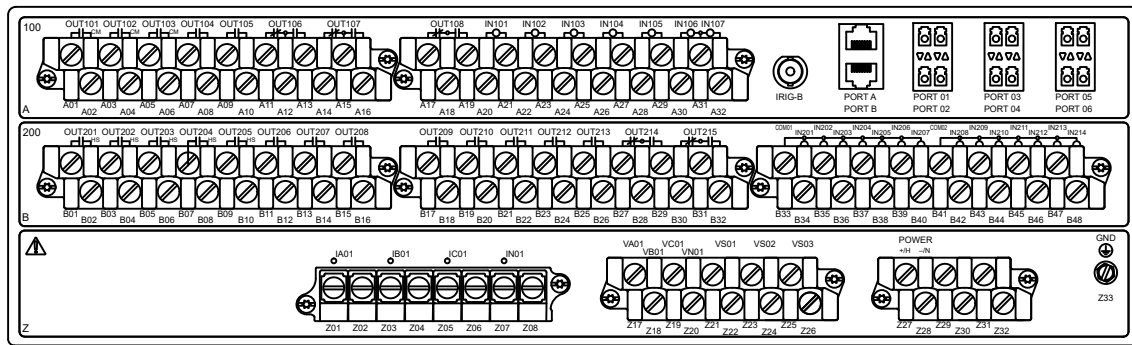 100
OUT101 OUT102 OUT103 OUT104 OUT105 OUT106 OUT107
CM CM CM
OUT108 IN101 IN102 IN103 IN104 IN105 IN106 IN107
A
A01 A03 A05 A07 A09 A11 A13 A15
A02 A04 A06 A08 A10 A12 A14 A16
A17 A19 A21 A23 A25 A27 A29 A31
A18 A20 A22 A24 A26 A28 A30 A32
IRIG-B
PORT A
PORT B
PORT 01
PORT 02
PORT 03
PORT 04
PORT 05
PORT 06
200
OUT201 OUT202 OUT203 OUT204 OUT205 OUT206 OUT207 OUT208
HS HS HS HS HS
OUT209 OUT210 OUT211 OUT212 OUT213 OUT214 OUT215
COM01 IN202 IN204 IN206 COM02 IN209 IN211 IN213
IN201 IN203 IN205 IN207 IN208 IN210 IN212 IN214
B
B01 B03 B05 B07 B09 B11 B13 B15
B02 B04 B06 B08 B10 B12 B14 B16
B17 B19 B21 B23 B25 B27 B29 B31
B18 B20 B22 B24 B26 B28 B30 B32
B33 B35 B37 B39 B41 B43 B45 B47
B34 B36 B38 B40 B42 B44 B46 B48
IA01 IB01 IC01 IN01
VA01 VC01 VS01 VS02 VS03
VB01 VN01
POWER
+/H –/N
GND
Z
Z01 Z02 Z03 Z04 Z05 Z06 Z07 Z08
Z17 Z19 Z21 Z23 Z25
Z18 Z20 Z22 Z24 Z26
Z27 Z29 Z31
Z28 Z30 Z32
Z33